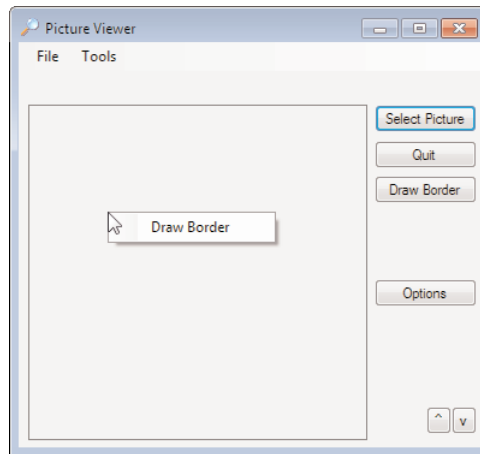 Picture Viewer
File Tools
Select Picture
Quit
Draw Border
Draw Border
Options
^ v